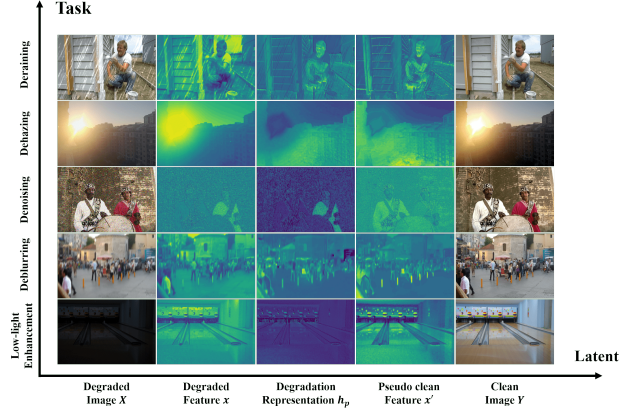 Task
Deraining
Dehazing
Denoising
Deblurring
Low-light
Enhancement
Latent
Degraded
Image X
Degraded
Feature x
Degradation
Representation hₚ
Pseudo clean
Feature x′
Clean
Image Y